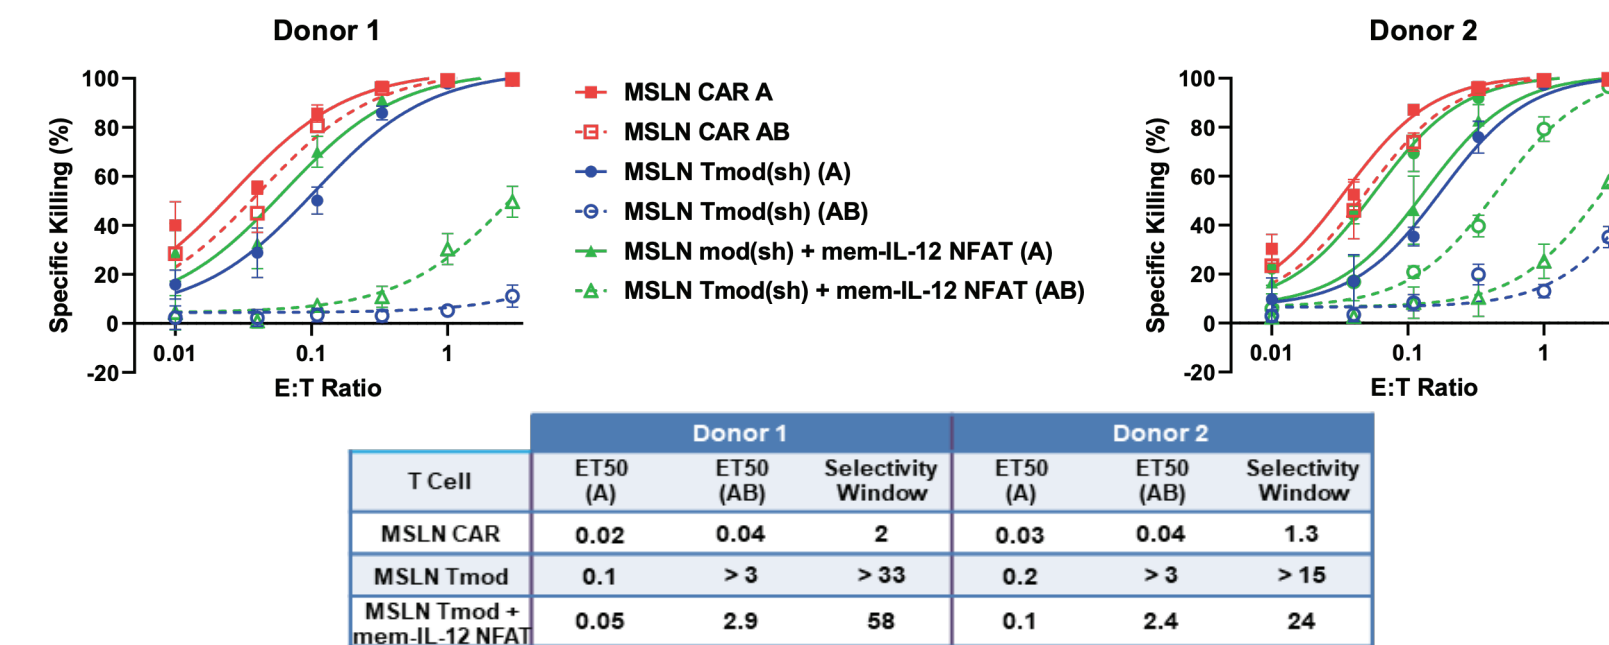 Donor 1
Specific Killing (%)
100
80
60
40
20
0
-20
0.01 0.1 1
E:T Ratio
MSLN CAR A
MSLN CAR AB
MSLN Tmod(sh) (A)
MSLN Tmod(sh) (AB)
MSLN mod(sh) + mem-IL-12 NFAT (A)
MSLN Tmod(sh) + mem-IL-12 NFAT (AB)
Donor 2
Specific Killing (%)
100
80
60
40
20
0
-20
0.01 0.1 1
E:T Ratio
Donor 1 Donor 2
T Cell ET50 (A) ET50 (AB) Selectivity Window ET50 (A) ET50 (AB) Selectivity Window
MSLN CAR 0.02 0.04 2 0.03 0.04 1.3
MSLN Tmod 0.1 > 3 > 33 0.2 > 3 > 15
MSLN Tmod + mem-IL-12 NFAT 0.05 2.9 58 0.1 2.4 24